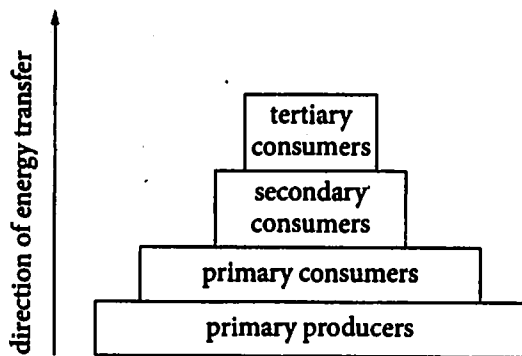 direction of energy transfer
tertiary
consumers
secondary
consumers
primary consumers
primary producers